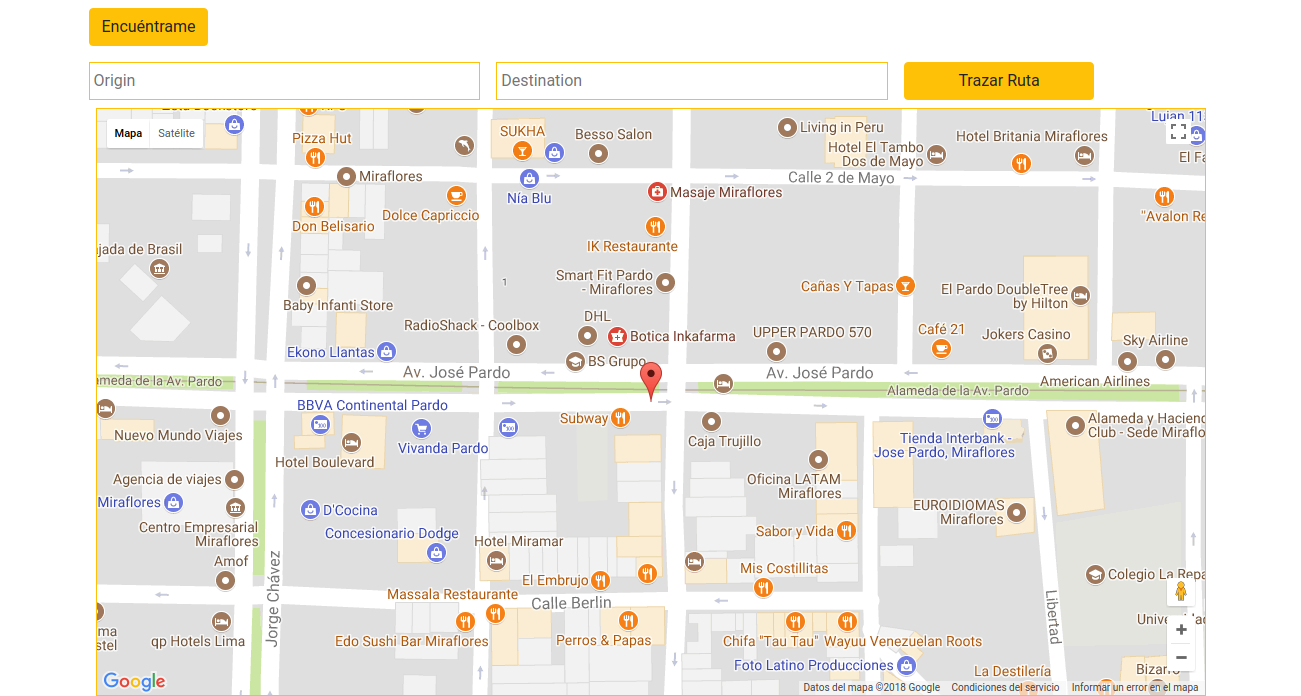 Encuéntrame
Origin
Destination
Trazar Ruta
Mapa
Satélite
Pizza Hut
SUKHA
Besso Salon
Living in Peru
Hotel El Tambo
Dos de Mayo
Hotel Britania Miraflores
Lujan 11
El Fa
Miraflores
Calle 2 de Mayo
Nía Blu
Masaje Miraflores
Dolce Capriccio
"Avalon Re
Don Belisario
IK Restaurante
jada de Brasil
Smart Fit Pardo
- Miraflores
1
Cañas Y Tapas
El Pardo DoubleTree
by Hilton
Baby Infanti Store
DHL
RadioShack - Coolbox
Botica Inkafarma
UPPER PARDO 570
Café 21
Jokers Casino
Sky Airline
Ekono Llantas
BS Grupo
Av. José Pardo
Av. José Pardo
American Airlines
ameda de la Av. Pardo
Alameda de la Av. Pardo
BBVA Continental Pardo
Subway
Alameda y Haciend
Club - Sede Miraflo
Nuevo Mundo Viajes
Vivanda Pardo
Caja Trujillo
Tienda Interbank -
Jose Pardo, Miraflores
Hotel Boulevard
Agencia de viajes
Oficina LATAM
Miraflores
Miraflores
D'Cocina
EUROIDIOMAS
Miraflores
Centro Empresarial
Miraflores
Concesionario Dodge
Sabor y Vida
Hotel Miramar
Amof
Mis Costillitas
El Embrujo
Colegio La Repa
Jorge Chávez
Massala Restaurante
Calle Berlin
Libertad
ma
stel
qp Hotels Lima
Edo Sushi Bar Miraflores
Perros & Papas
Chifa "Tau Tau"
Wayuu Venezuelan Roots
Foto Latino Producciones
La Destilería
Google
Datos del mapa ©2018 Google
Condiciones del servicio
Informar un error en el mapa